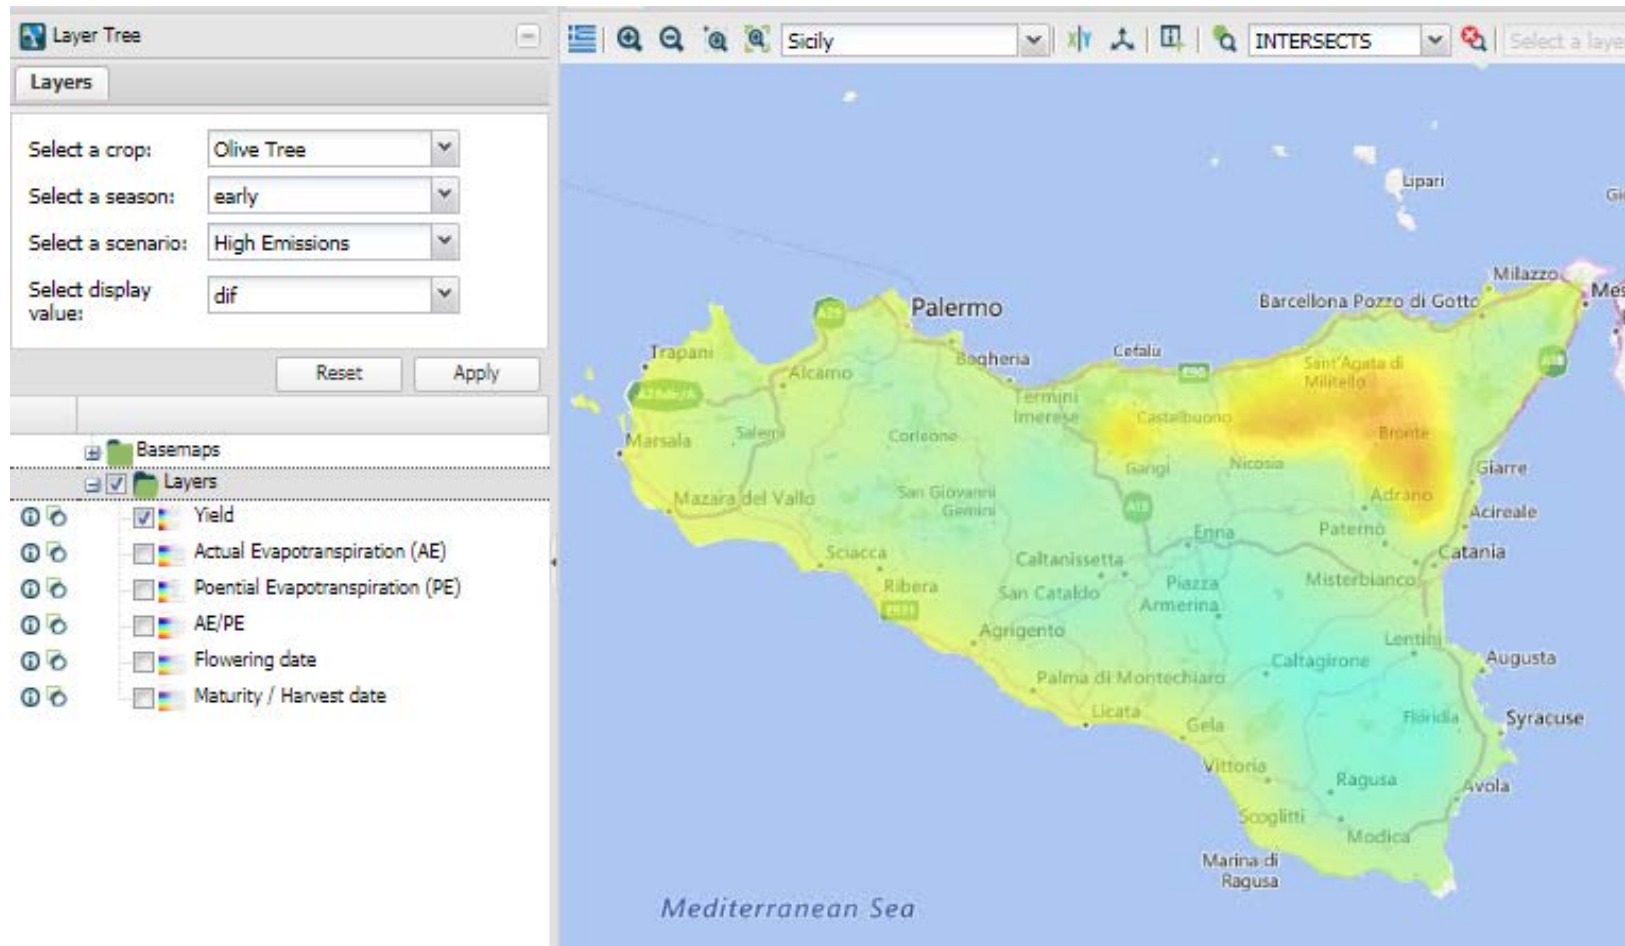 Layer Tree
Layers
Select a crop: Olive Tree
Select a season: early
Select a scenario: High Emissions
Select display value: dif
Reset Apply
Basemaps
Layers
Yield
Actual Evapotranspiration (AE)
Poential Evapotranspiration (PE)
AE/PE
Flowering date
Maturity / Harvest date
Sicily
INTERSECTS
Select a laye
Lipari
Gi
Milazzo
Mes
Barcellona Pozzo di Gotto
Palermo
Trapani
Bagheria
Cefalù
Sant'Agata di
Militello
Alcamo
E90
Termini
Imerese
Castelbuono
Marsala
Salemi
Corleone
Bronte
Gangi
Nicosia
Giarre
Mazara del Vallo
San Giovanni
Gemini
Adrano
Acireale
Enna
Paternò
Sciacca
Caltanissetta
Catania
Ribera
San Cataldo
Piazza
Armerina
Misterbianco
Agrigento
Lentini
Caltagirone
Augusta
Palma di Montechiaro
Licata
Gela
Floridia
Syracuse
Vittoria
Ragusa
Avola
Scoglitti
Modica
Marina di
Ragusa
Mediterranean Sea